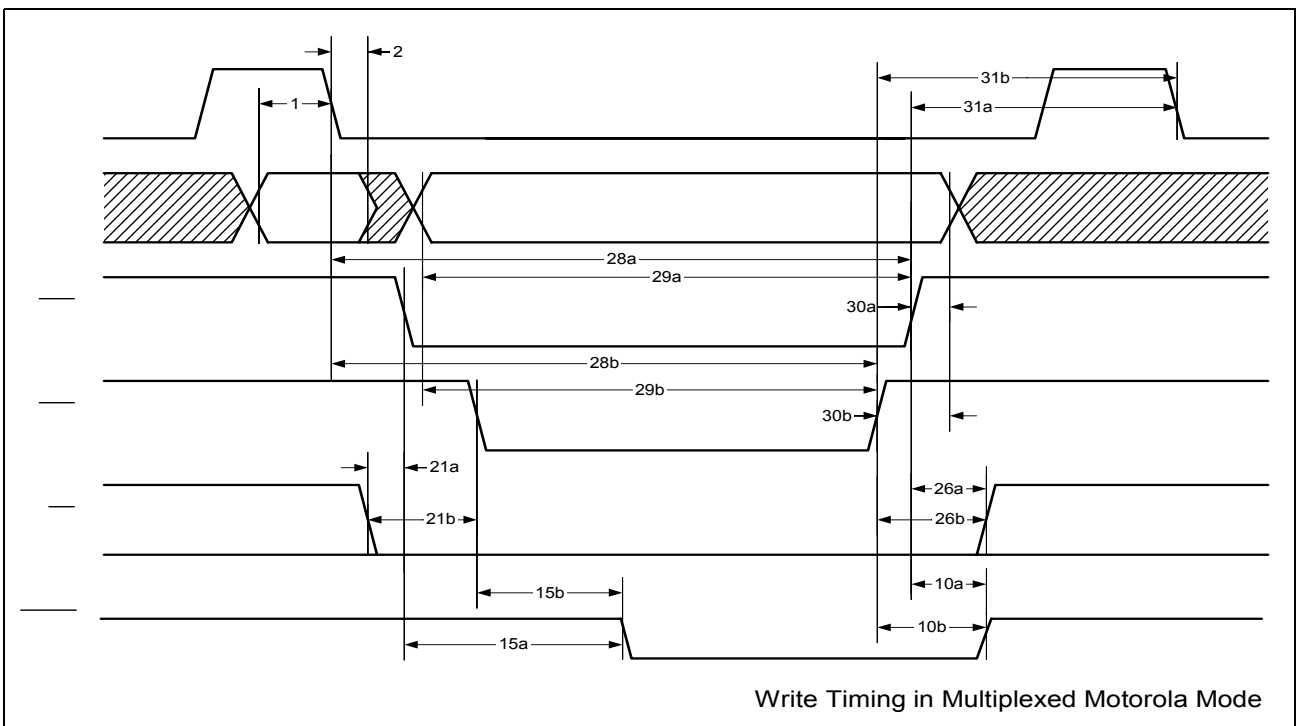 2
31b
1
31a
28a
29a
30a
28b
29b
30b
21a
26a
21b
26b
10a
15b
10b
15a
Write Timing in Multiplexed Motorola Mode